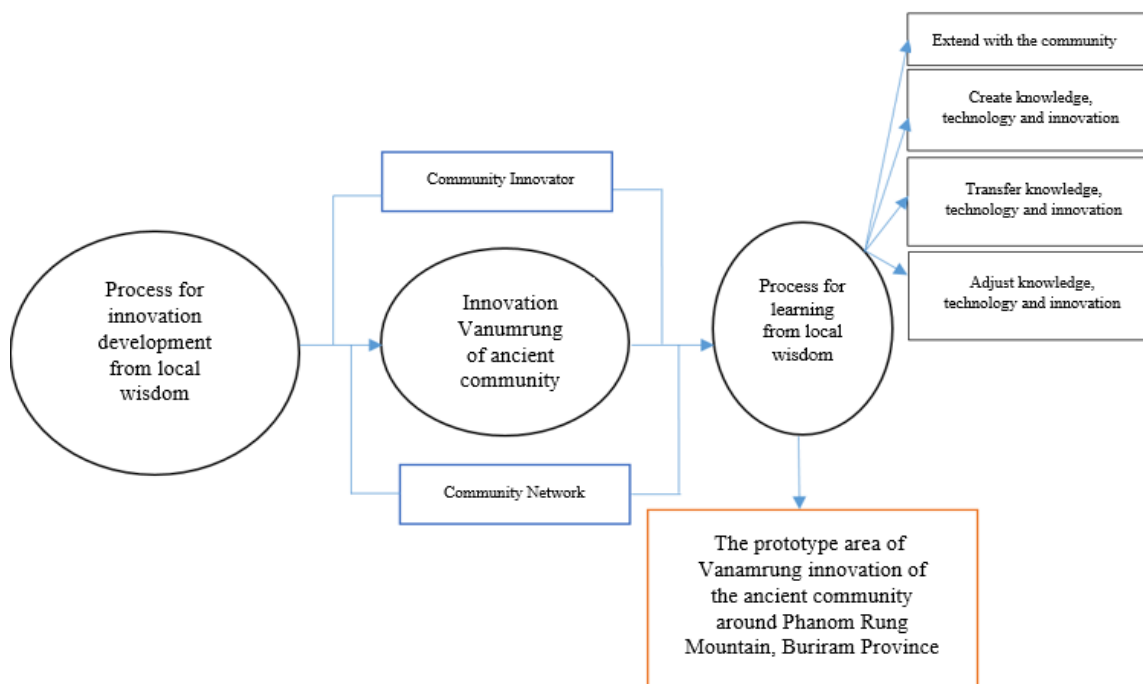 Process for
innovation
development
from local
wisdom
Community Innovator
Innovation
Vanumrung
of ancient
community
Community Network
Process for
learning
from local
wisdom
Extend with the community
Create knowledge,
technology and innovation
Transfer knowledge,
technology and innovation
Adjust knowledge,
technology and innovation
The prototype area of
Vanamrung innovation of
the ancient community
around Phanom Rung
Mountain, Buriram Province